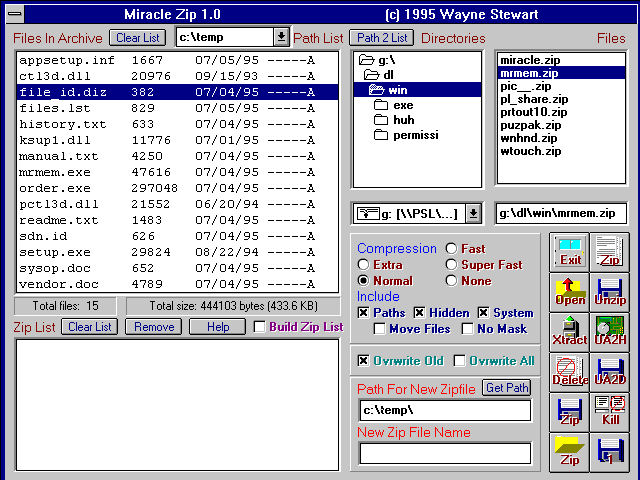 Miracle Zip 1.0 (c) 1995 Wayne Stewart
Files In Archive Clear List c:\temp Path List Path 2 List Directories Files
appsetup.inf 1667 07/05/95 -----A
ctl3d.dll 20976 09/15/93 -----A
file_id.diz 382 07/04/95 -----A
files.lst 829 07/05/95 -----A
history.txt 633 07/04/95 -----A
ksup1.dll 11776 07/01/95 -----A
manual.txt 4250 07/04/95 -----A
mrmem.exe 47616 07/04/95 -----A
order.exe 297048 07/04/95 -----A
pctl3d.dll 21552 06/20/94 -----A
readme.txt 1483 07/04/95 -----A
sdn.id 626 07/04/95 -----A
setup.exe 29824 08/22/94 -----A
sysop.doc 652 07/04/95 -----A
vendor.doc 4789 07/04/95 -----A
Total files: 15 Total size: 444103 bytes (433.6 KB)
Zip List Clear List Remove Help Build Zip List
g:\
dl
win
exe
huh
permissi
miracle.zip
mrmem.zip
pic__.zip
pl_share.zip
prtout10.zip
puzpak.zip
wnhnd.zip
wtouch.zip
g: [\\PSL\...] g:\dl\win\mrmem.zip
Compression Fast
Extra Super Fast
Normal None
Include
Paths Hidden System
Move Files No Mask
Ovrwrite Old Ovrwrite All
Path For New Zipfile Get Path
c:\temp\
New Zip File Name
Exit Zip
Open Unzip
Xtract UA2H
Delete UA2D
Zip Kill
Zip 1